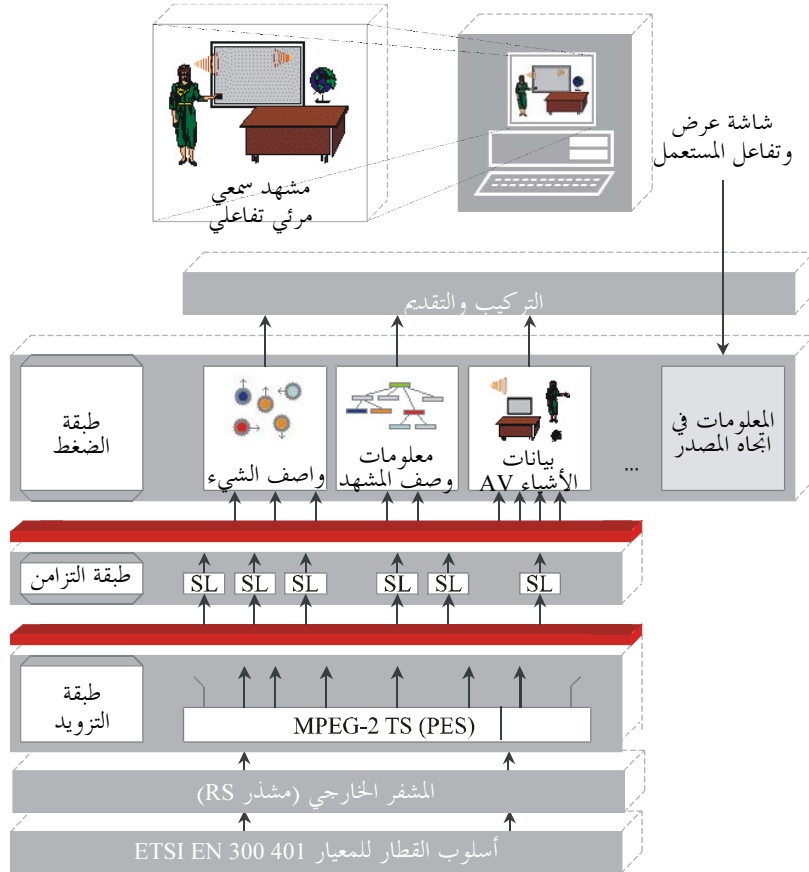 شاشة عرض
وتفاعل المستعمل
مشهد سمعي
مرئي تفاعلي
التركيب والتقديم
طبقة
الضغط
واصف الشيء
معلومات
وصف المشهد
بيانات
الأشياء AV
...
المعلومات في
اتجاه المصدر
طبقة التزامن
SL
SL
SL
SL
SL
SL
طبقة
التزويد
MPEG-2 TS (PES)
المشفر الخارجي (مشذر RS)
أسلوب القطار للمعيار ETSI EN 300 401